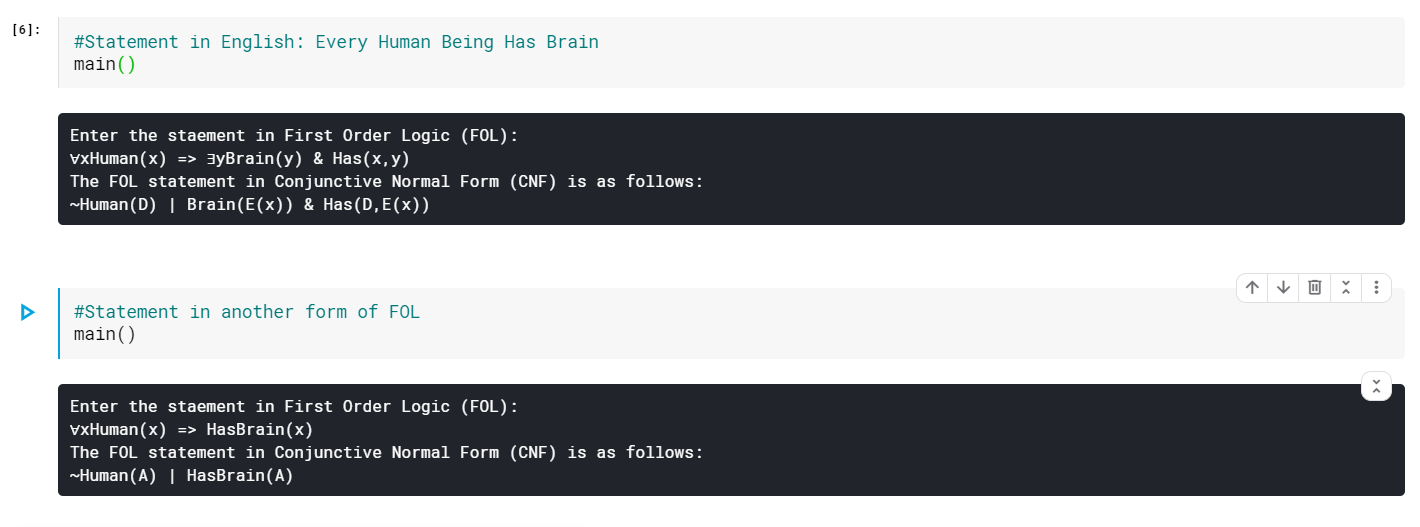 [6]:
#Statement in English: Every Human Being Has Brain
main()
Enter the staement in First Order Logic (FOL):
∀xHuman(x) => ∃yBrain(y) & Has(x,y)
The FOL statement in Conjunctive Normal Form (CNF) is as follows:
~Human(D) | Brain(E(x)) & Has(D,E(x))
#Statement in another form of FOL
main()
Enter the staement in First Order Logic (FOL):
∀xHuman(x) => HasBrain(x)
The FOL statement in Conjunctive Normal Form (CNF) is as follows:
~Human(A) | HasBrain(A)